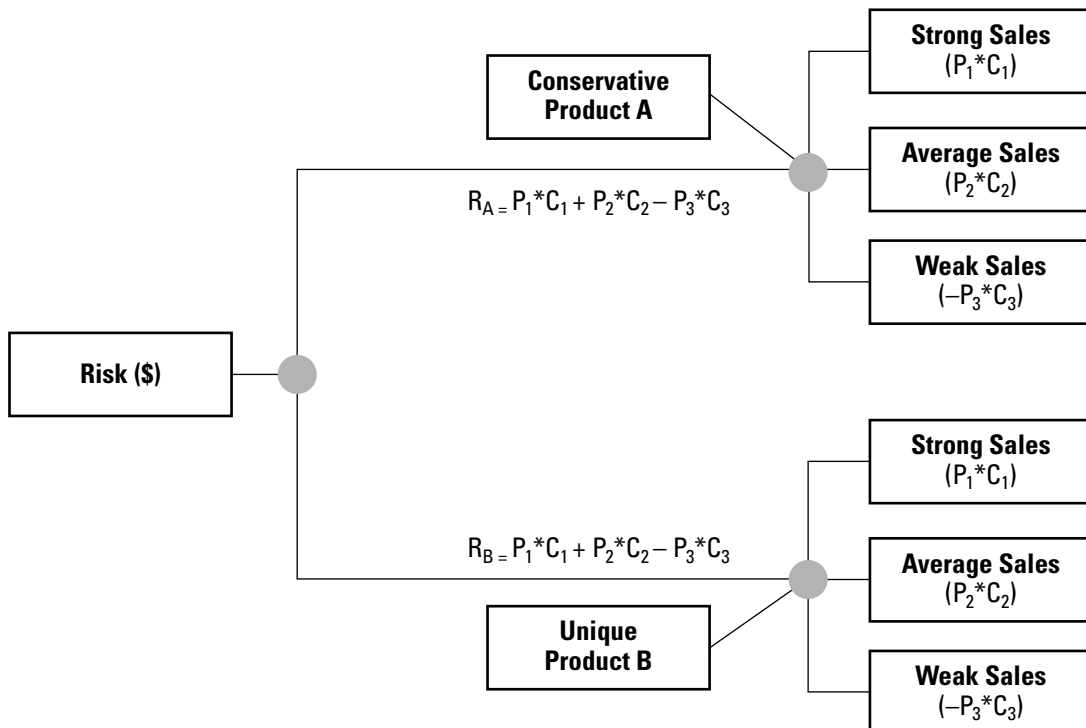 Strong Sales
(P₁*C₁)
Conservative
Product A
Average Sales
(P₂*C₂)
R_A = P₁*C₁ + P₂*C₂ – P₃*C₃
Weak Sales
(–P₃*C₃)
Risk ($)
Strong Sales
(P₁*C₁)
R_B = P₁*C₁ + P₂*C₂ – P₃*C₃
Average Sales
(P₂*C₂)
Unique
Product B
Weak Sales
(–P₃*C₃)